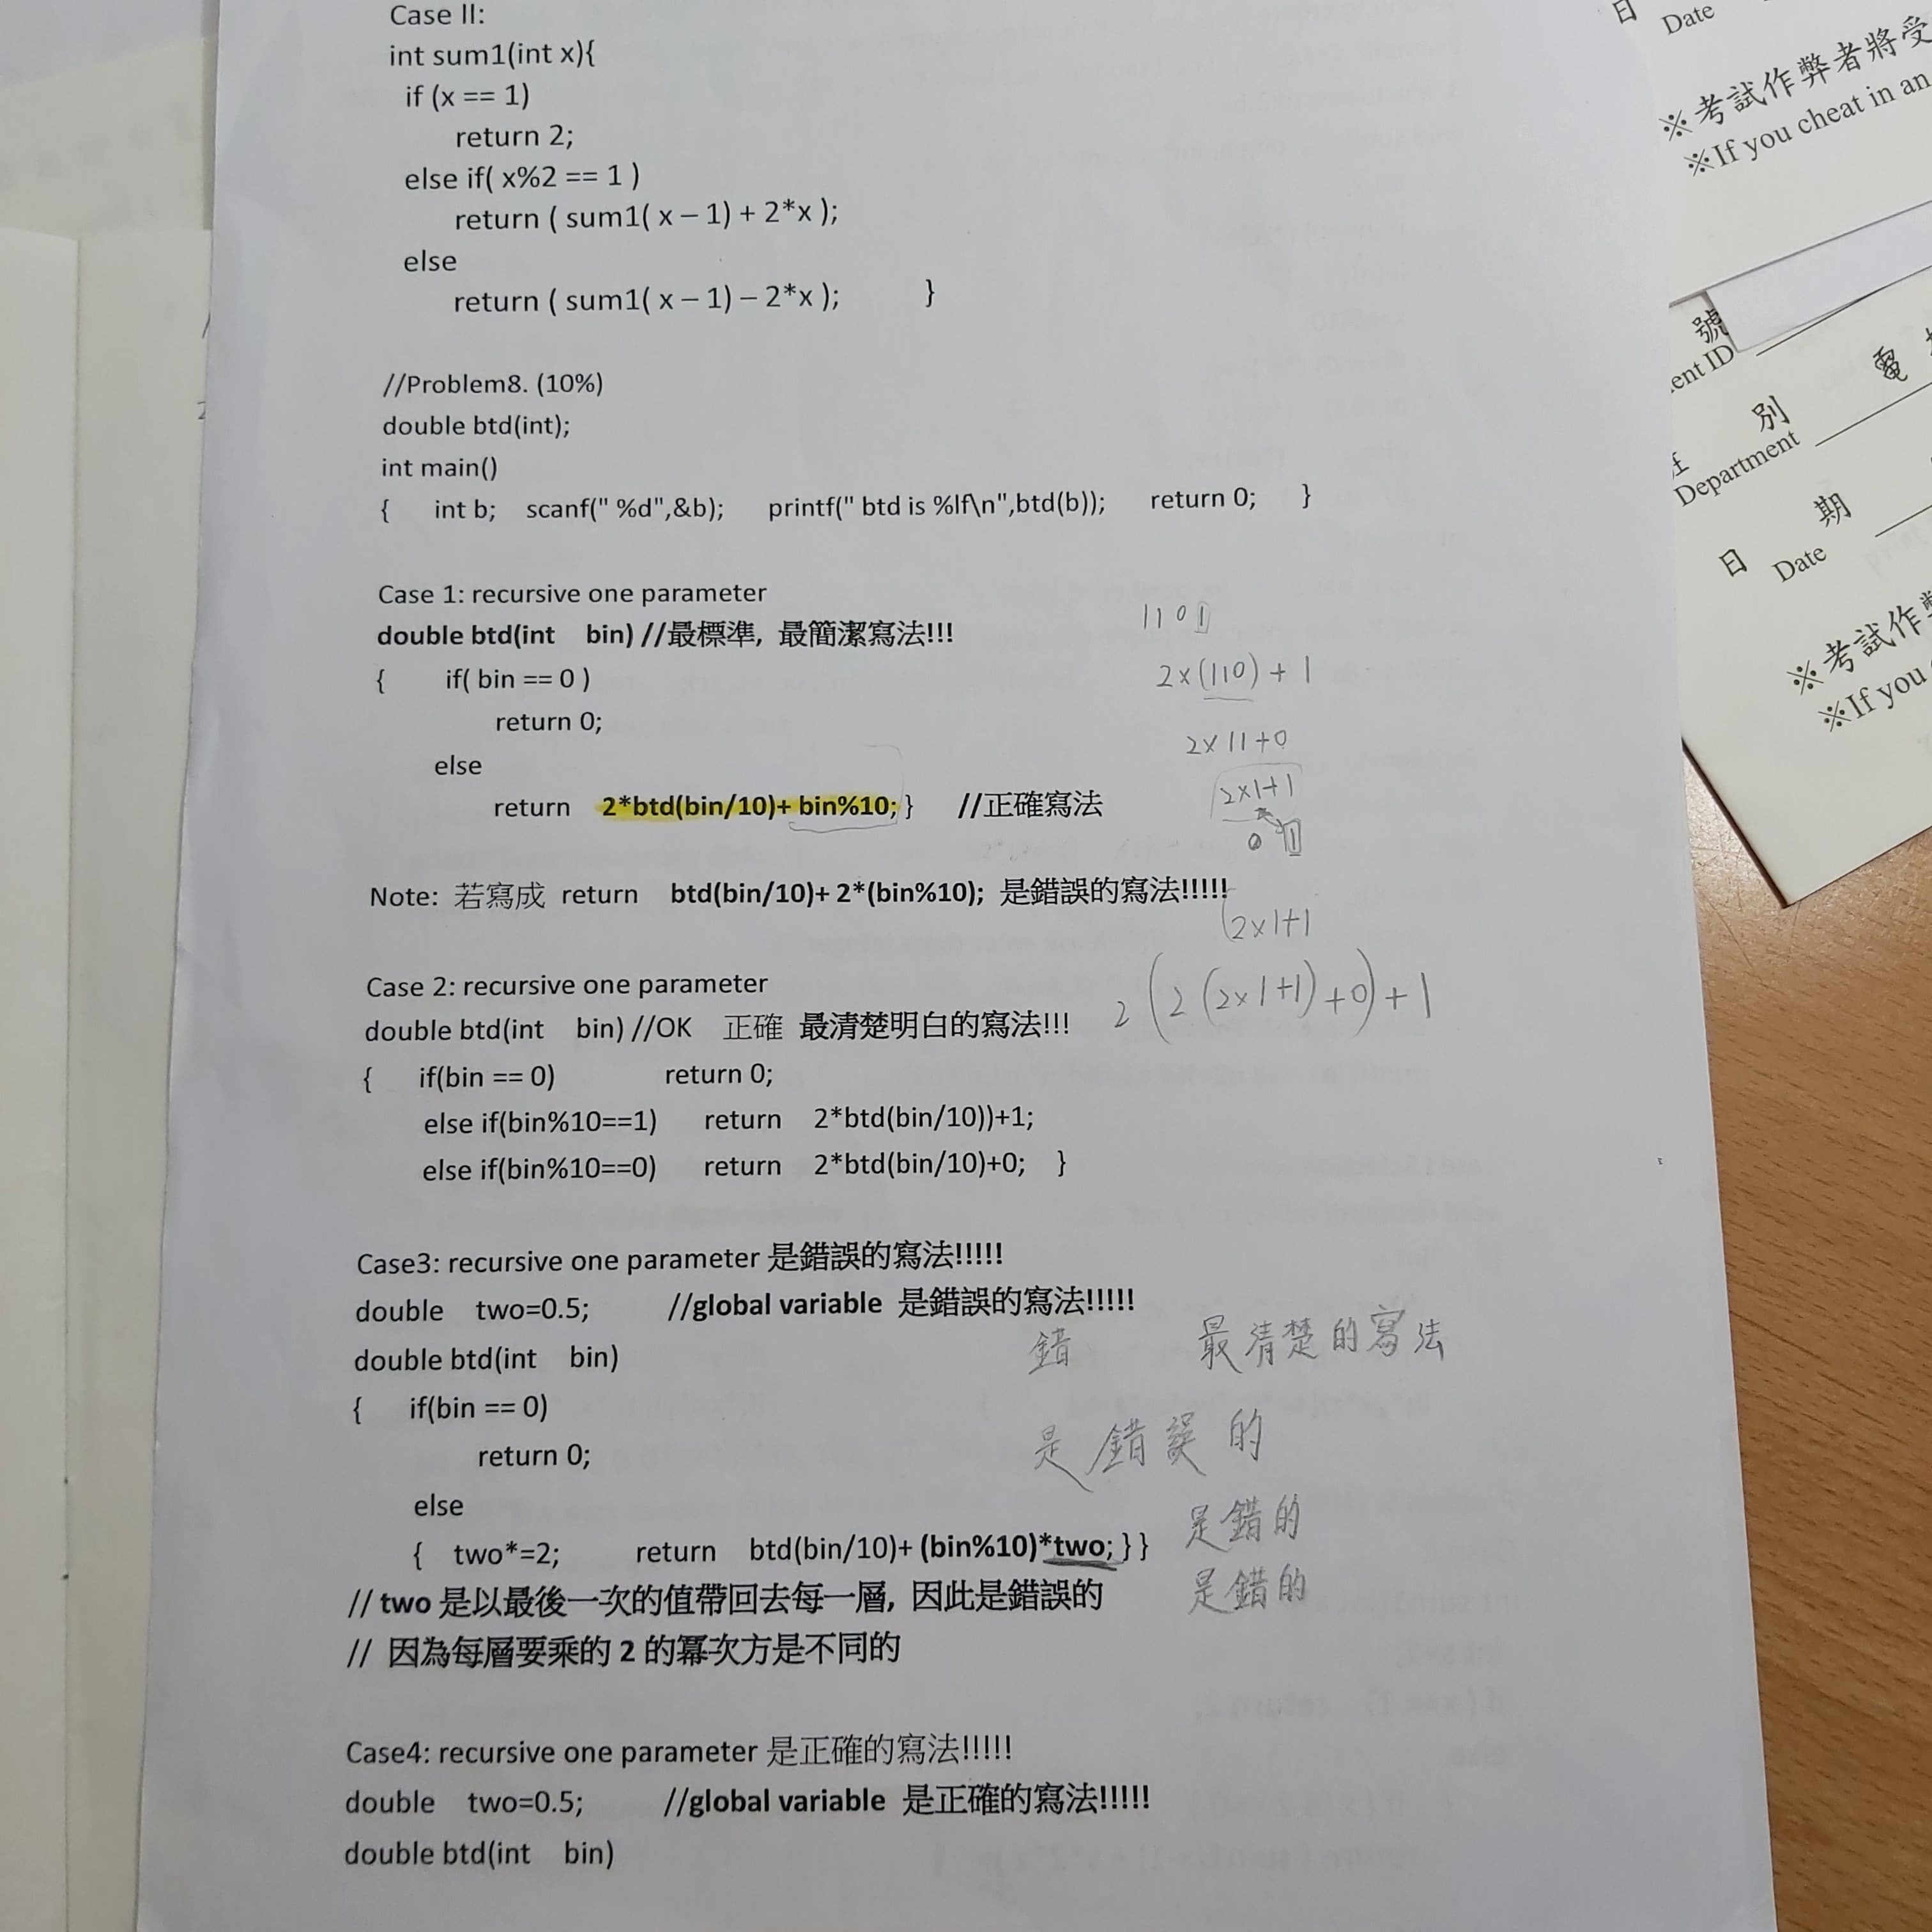 Case II:
int sum1(int x){
if (x == 1)
return 2;
else if( x%2 == 1 )
return ( sum1( x – 1) + 2*x );
else
return ( sum1( x – 1) – 2*x ); }
//Problem8. (10%)
double btd(int);
int main()
{ int b; scanf(" %d",&b); printf(" btd is %lf\n",btd(b)); return 0; }
Case 1: recursive one parameter
double btd(int bin) //最標準, 最簡潔寫法!!!
1101
{ if( bin == 0 )
2×(110) + 1
return 0;
2×11+0
else
2×1+1
return 2*btd(bin/10)+ bin%10; } //正確寫法
0 1
Note: 若寫成 return btd(bin/10)+ 2*(bin%10); 是錯誤的寫法!!!!!
(2×1+1
Case 2: recursive one parameter
2(2(2×1+1)+0)+1
double btd(int bin) //OK 正確 最清楚明白的寫法!!!
{ if(bin == 0) return 0;
else if(bin%10==1) return 2*btd(bin/10))+1;
else if(bin%10==0) return 2*btd(bin/10)+0; }
Case3: recursive one parameter 是錯誤的寫法!!!!!
double two=0.5; //global variable 是錯誤的寫法!!!!!
錯 最清楚的寫法
double btd(int bin)
{ if(bin == 0)
是錯誤的
return 0;
else
是錯的
{ two*=2; return btd(bin/10)+ (bin%10)*two; } }
是錯的
// two 是以最後一次的值帶回去每一層, 因此是錯誤的
// 因為每層要乘的 2 的冪次方是不同的
Case4: recursive one parameter 是正確的寫法!!!!!
double two=0.5; //global variable 是正確的寫法!!!!!
double btd(int bin)
日
Date
※考試作弊者將受
※If you cheat in an
號
ent ID
電
別
Department
日 期
Date
※考試作弊
※If you